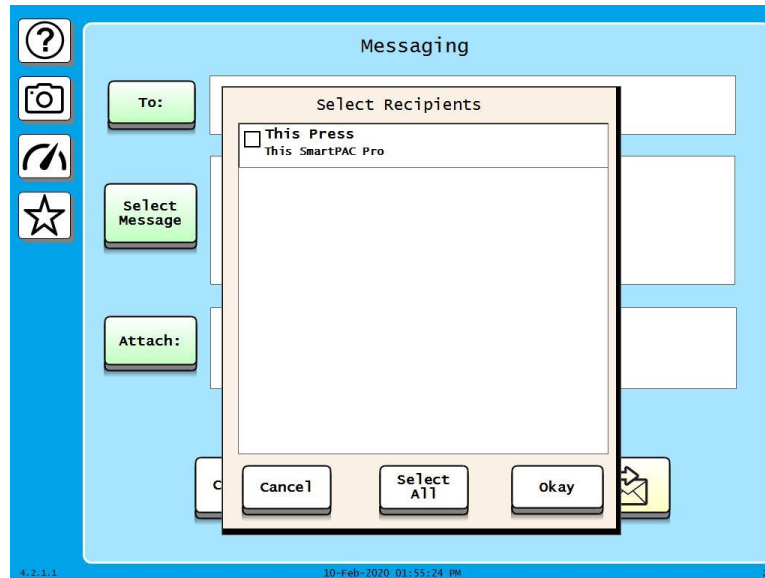 Messaging
To:
Select Recipients
This Press
This SmartPAC Pro
Select
Message
Attach:
Cancel
Select
All
Okay
4.2.1.1
10-Feb-2020 01:55:24 PM